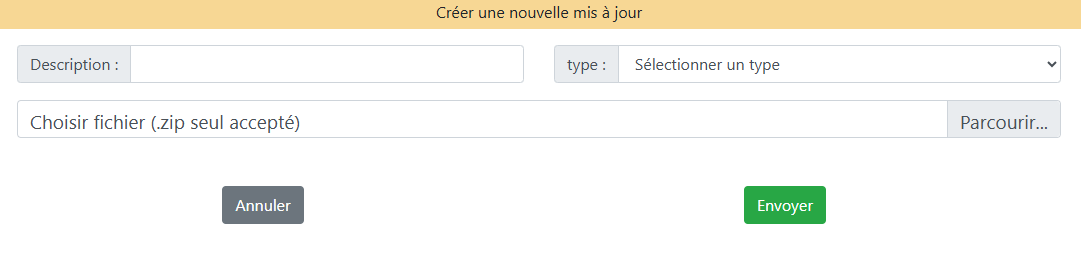 Créer une nouvelle mis à jour
Description : type : Sélectionner un type
Choisir fichier (.zip seul accepté) Parcourir...
Annuler Envoyer